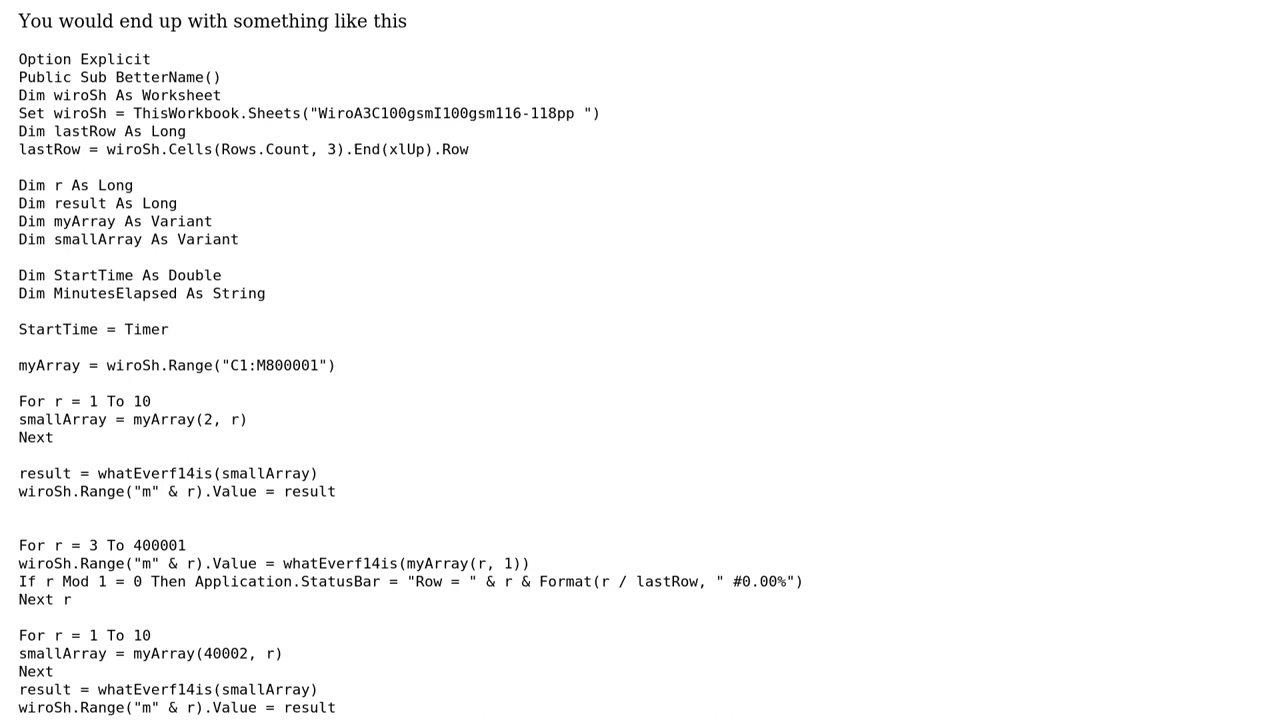 You would end up with something like this
Option Explicit
Public Sub BetterName()
Dim wiroSh As Worksheet
Set wiroSh = ThisWorkbook.Sheets("WiroA3C100gsmI100gsm116-118pp ")
Dim lastRow As Long
lastRow = wiroSh.Cells(Rows.Count, 3).End(xlUp).Row
Dim r As Long
Dim result As Long
Dim myArray As Variant
Dim smallArray As Variant
Dim StartTime As Double
Dim MinutesElapsed As String
StartTime = Timer
myArray = wiroSh.Range("C1:M800001")
For r = 1 To 10
smallArray = myArray(2, r)
Next
result = whatEverf14is(smallArray)
wiroSh.Range("m" & r).Value = result
For r = 3 To 400001
wiroSh.Range("m" & r).Value = whatEverf14is(myArray(r, 1))
If r Mod 1 = 0 Then Application.StatusBar = "Row = " & r & Format(r / lastRow, " #0.00%")
Next r
For r = 1 To 10
smallArray = myArray(40002, r)
Next
result = whatEverf14is(smallArray)
wiroSh.Range("m" & r).Value = result